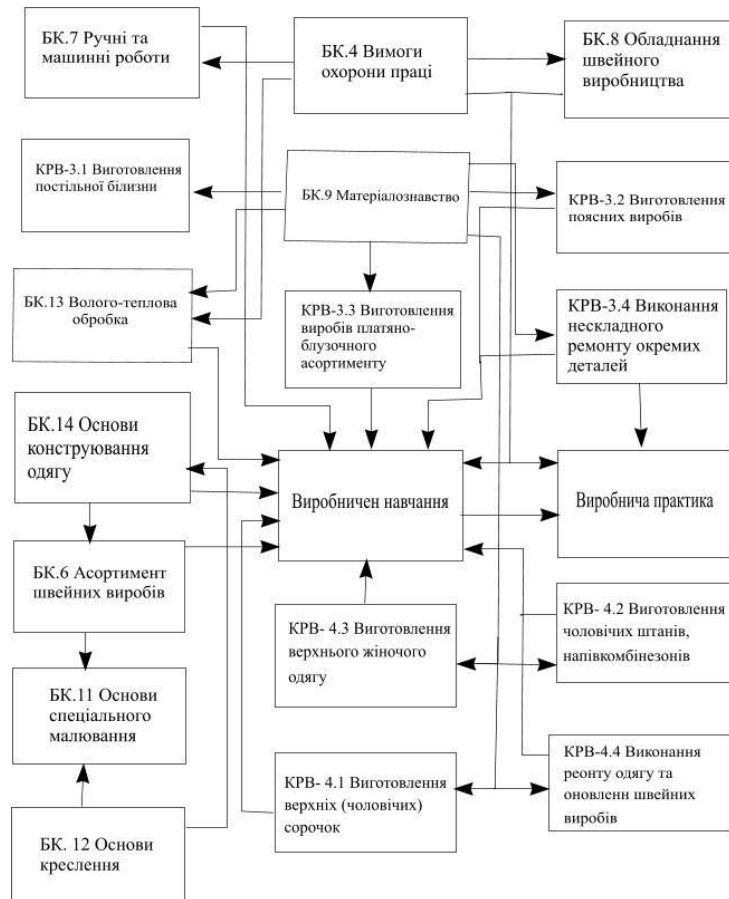 БК.7 Ручні та
машинні роботи
БК.4 Вимоги
охорони праці
БК.8 Обладнання
швейного
виробництва
КРВ-3.1 Виготовлення
постільної білизни
БК.9 Матеріалознавство
КРВ-3.2 Виготовлення
поясних виробів
БК.13 Волого-теплова
обробка
КРВ-3.3 Виготовлення
виробів платяно-
блузочного
асортименту
КРВ-3.4 Виконання
нескладного
ремонту окремих
деталей
БК.14 Основи
конструювання
одягу
Виробничен навчання
Виробнича практика
БК.6 Асортимент
швейних виробів
КРВ- 4.3 Виготовлення
верхнього жіночого
одягу
КРВ- 4.2 Виготовлення
чоловічих штанів,
напівкомбінезонів
БК.11 Основи
спеціального
малювання
КРВ- 4.1 Виготовлення
верхніх (чоловічих)
сорочок
КРВ-4.4 Виконання
реонту одягу та
оновленн швейних
виробів
БК. 12 Основи
креслення